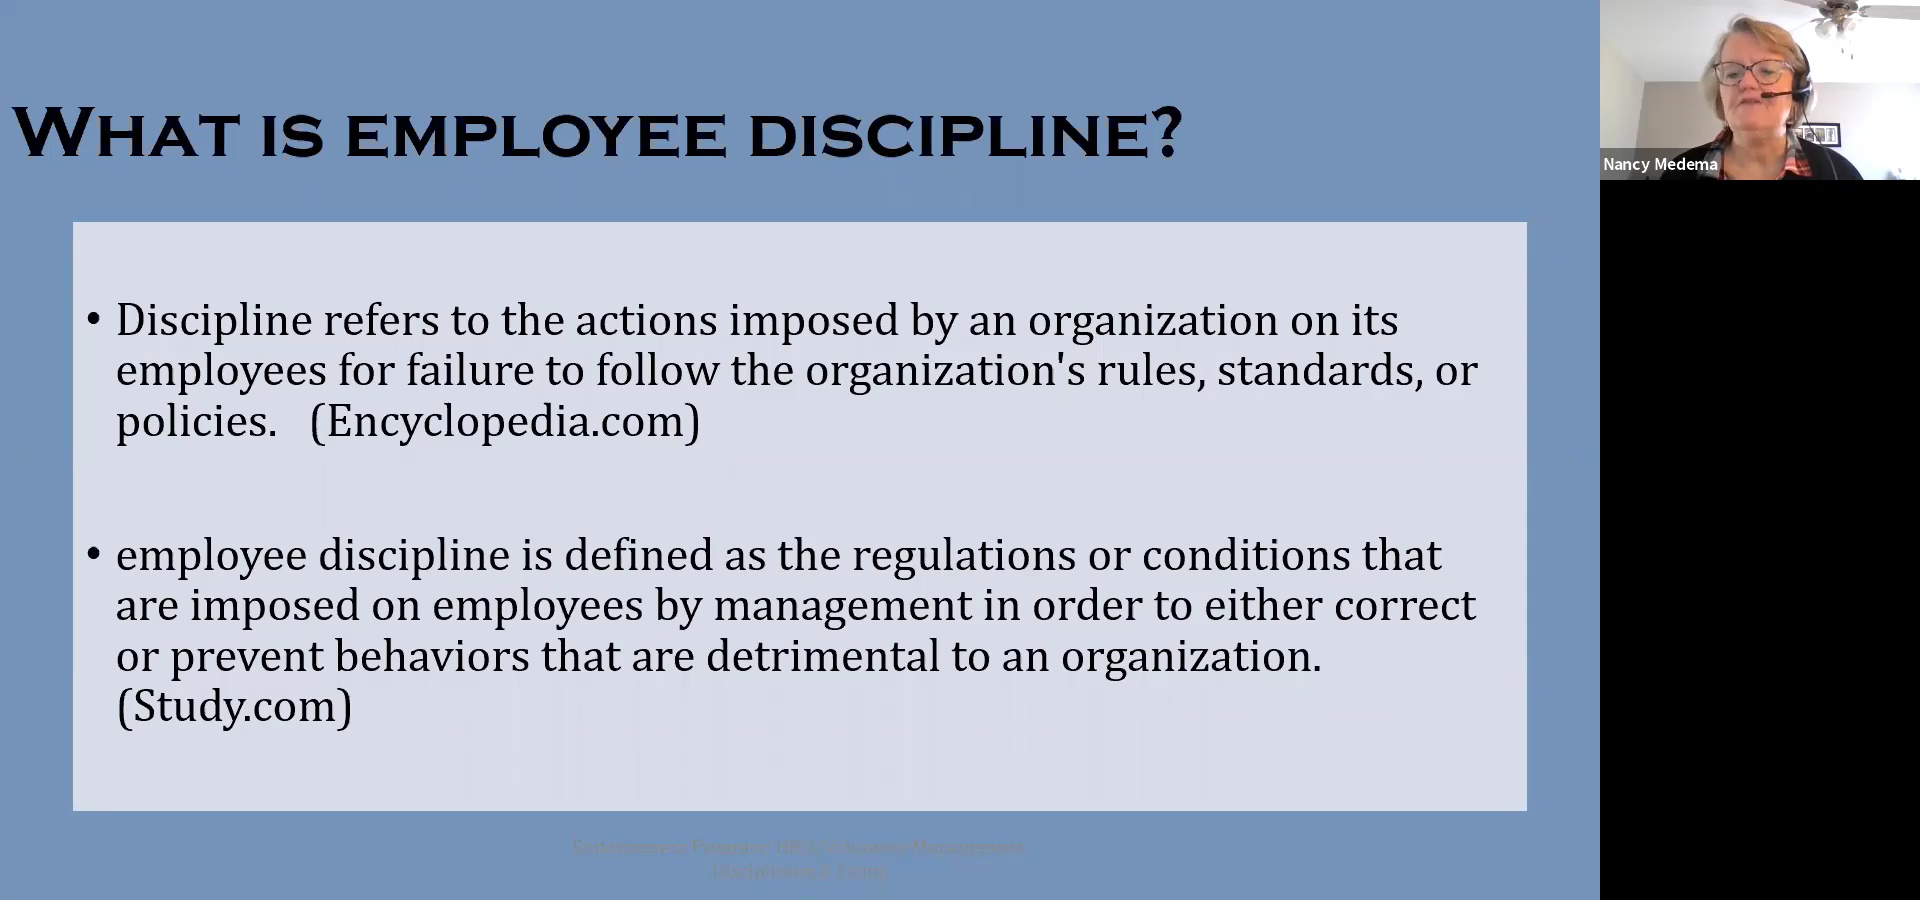 WHAT IS EMPLOYEE DISCIPLINE?
Nancy Medema
• Discipline refers to the actions imposed by an organization on its
employees for failure to follow the organization's rules, standards, or
policies. (Encyclopedia.com)
• employee discipline is defined as the regulations or conditions that
are imposed on employees by management in order to either correct
or prevent behaviors that are detrimental to an organization.
(Study.com)
Management